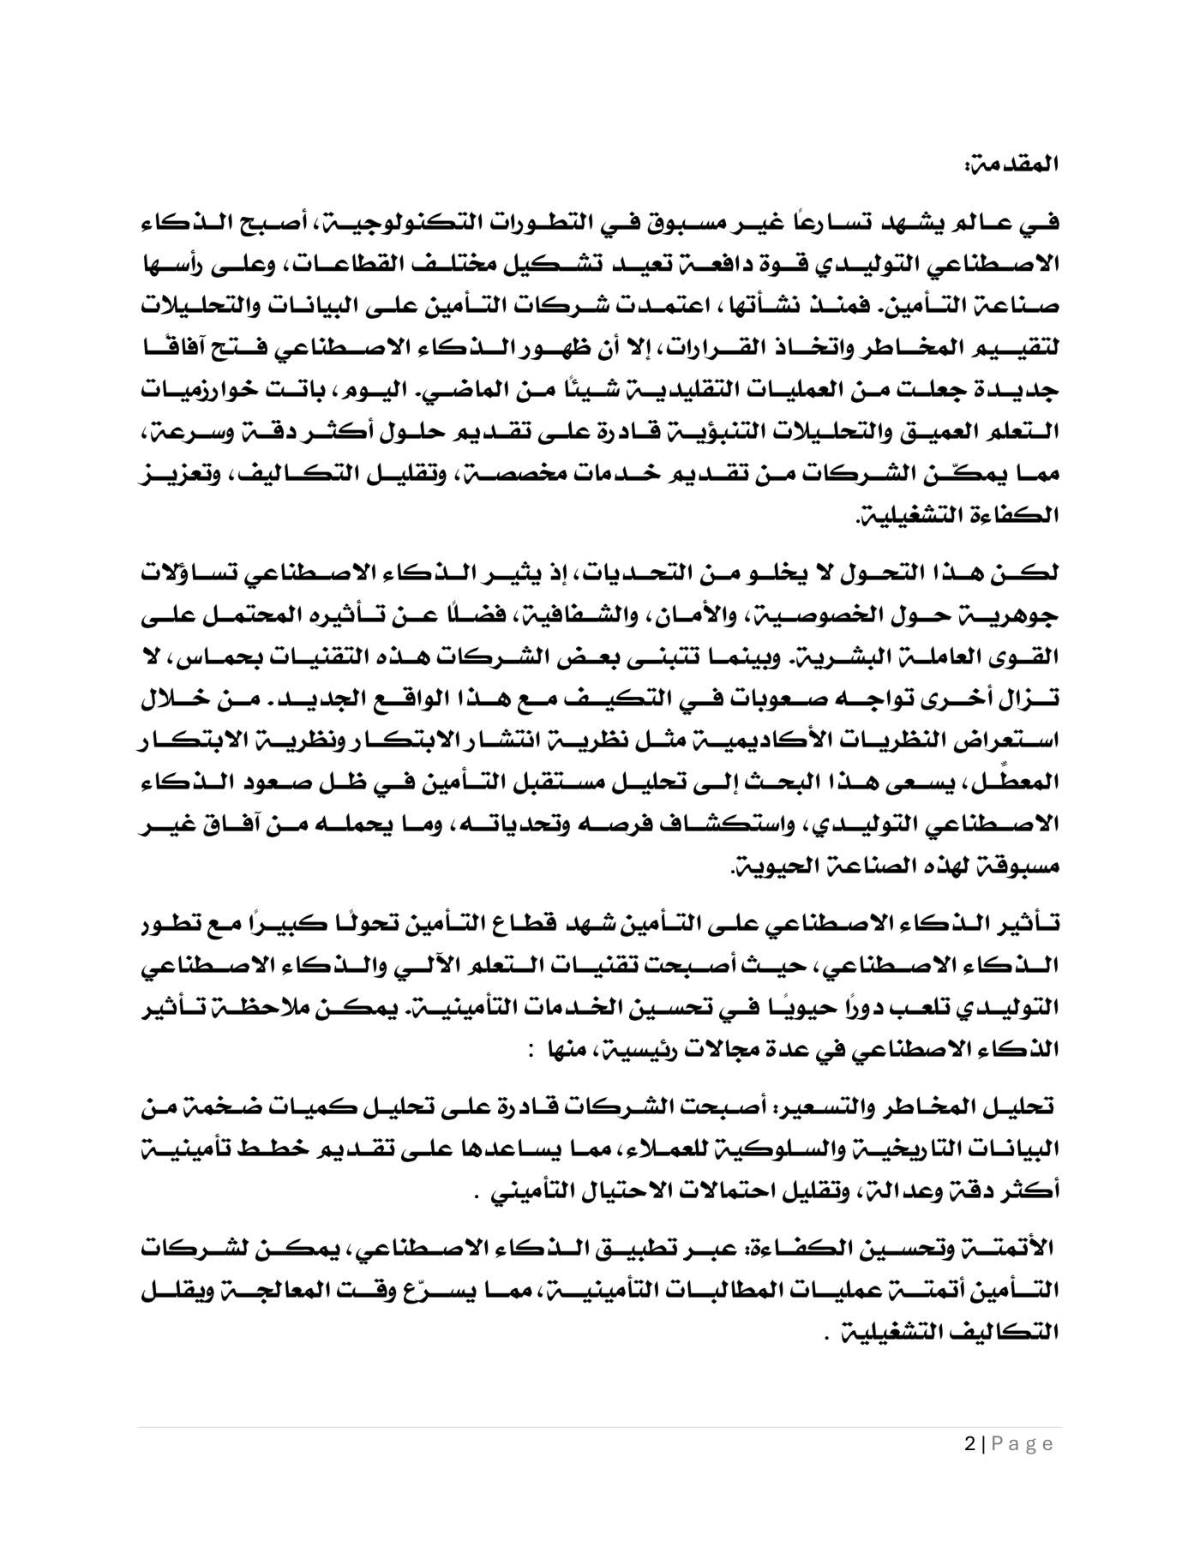 المقدمة:
في عالم يشهد تسارعًا غير مسبوق في التطورات التكنولوجية، أصبح الذكاء
الاصطناعي التوليدي قوة دافعة تعيد تشكيل مختلف القطاعات، وعلى رأسها
صناعة التأمين. فمنذ نشأتها، اعتمدت شركات التأمين على البيانات والتحليلات
لتقييم المخاطر واتخاذ القرارات، إلا أن ظهور الذكاء الاصطناعي فتح آفاقًا
جديدة جعلت من العمليات التقليدية شيئًا من الماضي. اليوم، باتت خوارزميات
التعلم العميق والتحليلات التنبؤية قادرة على تقديم حلول أكثر دقة وسرعة،
مما يمكّن الشركات من تقديم خدمات مخصصة، وتقليل التكاليف، وتعزيز
الكفاءة التشغيلية.
لكن هذا التحول لا يخلو من التحديات، إذ يثير الذكاء الاصطناعي تساؤلات
جوهرية حول الخصوصية، والأمان، والشفافية، فضلًا عن تأثيره المحتمل على
القوى العاملة البشرية. وبينما تتبنى بعض الشركات هذه التقنيات بحماس، لا
تزال أخرى تواجه صعوبات في التكيف مع هذا الواقع الجديد. من خلال
استعراض النظريات الأكاديمية مثل نظرية انتشار الابتكار ونظرية الابتكار
المعطّل، يسعى هذا البحث إلى تحليل مستقبل التأمين في ظل صعود الذكاء
الاصطناعي التوليدي، واستكشاف فرصه وتحدياته، وما يحمله من آفاق غير
مسبوقة لهذه الصناعة الحيوية.
تأثير الذكاء الاصطناعي على التأمين شهد قطاع التأمين تحولًا كبيرًا مع تطور
الذكاء الاصطناعي، حيث أصبحت تقنيات التعلم الآلي والذكاء الاصطناعي
التوليدي تلعب دورًا حيويًا في تحسين الخدمات التأمينية. يمكن ملاحظة تأثير
الذكاء الاصطناعي في عدة مجالات رئيسية، منها :
تحليل المخاطر والتسعير: أصبحت الشركات قادرة على تحليل كميات ضخمة من
البيانات التاريخية والسلوكية للعملاء، مما يساعدها على تقديم خطط تأمينية
أكثر دقة وعدالة، وتقليل احتمالات الاحتيال التأميني .
الأتمتة وتحسين الكفاءة: عبر تطبيق الذكاء الاصطناعي، يمكن لشركات
التأمين أتمتة عمليات المطالبات التأمينية، مما يسرّع وقت المعالجة ويقلل
التكاليف التشغيلية .
2 | Page